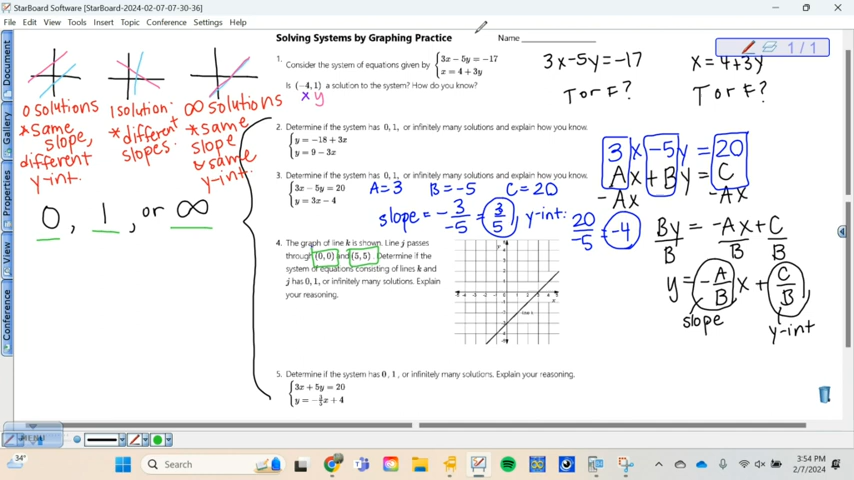 StarBoard Software - [2024-02-07-07-30-36]
File Edit View Tools Insert Topic Conference Settings Help
Document
Gallery
Properties
View
Conference
1/1
Solving Systems by Graphing Practice
Name
1. Consider the system of equations given by {3x − 5y = −17
x = 4 + 3y
Is (−4, 1) a solution to the system? How do you know?
x y
3x-5y=-17
T or F?
x=4+3y
T or F?
0 solutions
*same
slope,
different
y-int.
1 solution:
*different
slopes.
∞ solutions
*same
slope
& same
y-int.
0, 1, or ∞
2. Determine if the system has 0, 1, or infinitely many solutions and explain how you know.
{y = −18 + 3x
y = 9 − 3x
3. Determine if the system has 0, 1, or infinitely many solutions and explain how you know.
{3x − 5y = 20
y = 3x − 4
A=3 B=-5 C=20
slope = -3/-5 = 3/5, y-int: 20/-5 = -4
3x-5y=20
Ax+By=C
-Ax -Ax
By/B = -Ax/B + C/B
y = -A/B x + C/B
slope
y-int
4. The graph of line k is shown. Line j passes
through (0, 0) and (5, 5). Determine if the
system of equations consisting of lines k and
j has 0, 1, or infinitely many solutions. Explain
your reasoning.
5. Determine if the system has 0, 1, or infinitely many solutions. Explain your reasoning.
{3x + 5y = 20
y = −3/5x + 4
MENU
34°
Search
3:54 PM
2/7/2024